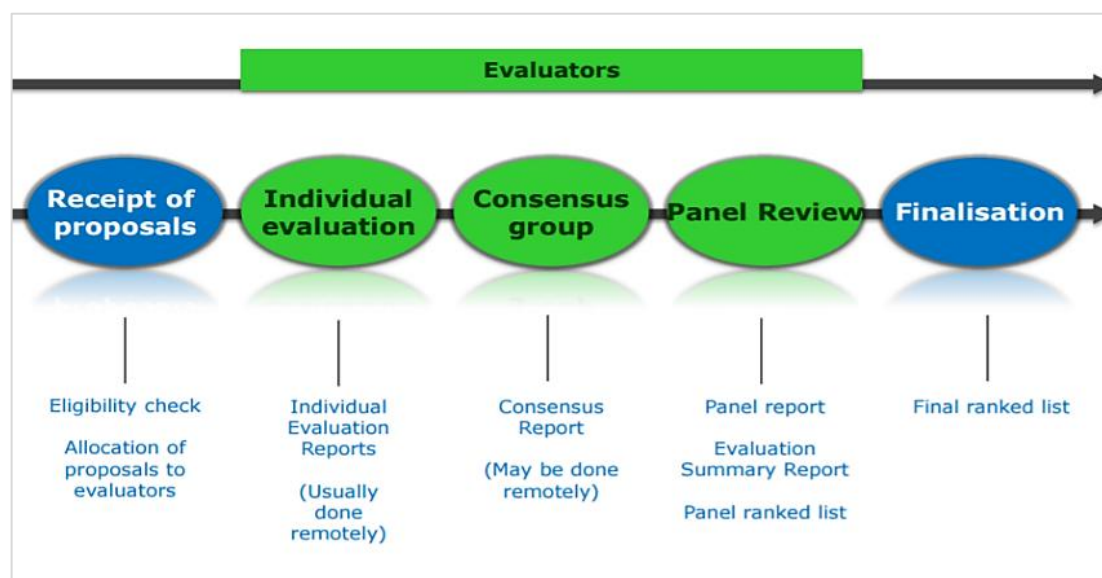 Evaluators
Receipt of
proposals
Individual
evaluation
Consensus
group
Panel Review
Finalisation
Eligibility check
Allocation of
proposals to
evaluators
Individual
Evaluation
Reports
(Usually
done
remotely)
Consensus
Report
(May be done
remotely)
Panel report
Evaluation
Summary Report
Panel ranked list
Final ranked list